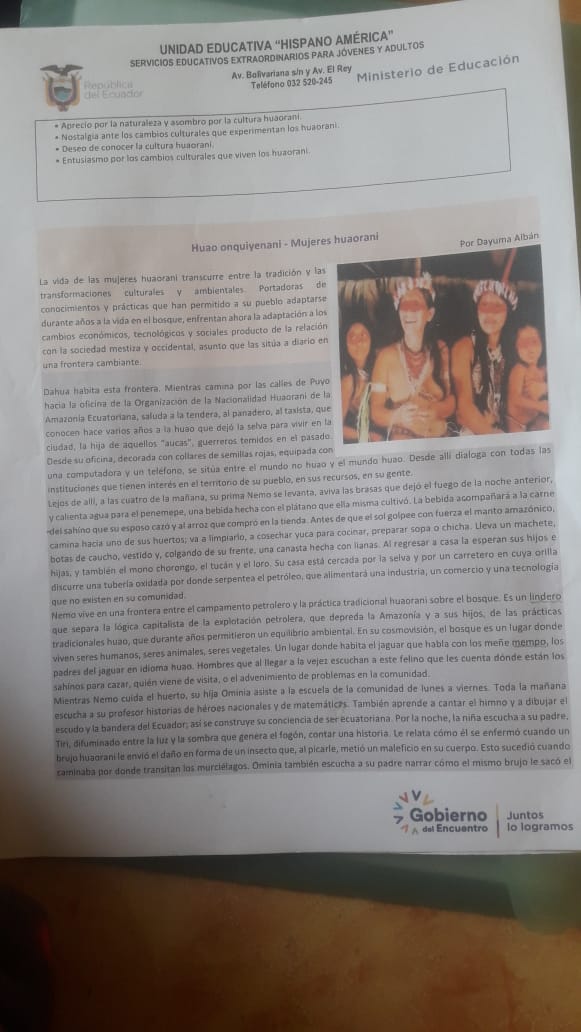 UNIDAD EDUCATIVA "HISPANO AMÉRICA"
SERVICIOS EDUCATIVOS EXTRAORDINARIOS PARA JÓVENES Y ADULTOS
Av. Bolivariana s/n y Av. El Rey
Teléfono 032 520-245
Ministerio de Educación
República
del Ecuador
• Aprecio por la naturaleza y asombro por la cultura huaorani.
• Nostalgia ante los cambios culturales que experimentan los huaorani.
• Deseo de conocer la cultura huaorani.
• Entusiasmo por los cambios culturales que viven los huaorani.
Huao onquiyenani - Mujeres huaorani
Por Dayuma Albán
La vida de las mujeres huaorani transcurre entre la tradición y las
transformaciones culturales y ambientales. Portadoras de
conocimientos y prácticas que han permitido a su pueblo adaptarse
durante años a la vida en el bosque, enfrentan ahora la adaptación a los
cambios económicos, tecnológicos y sociales producto de la relación
con la sociedad mestiza y occidental, asunto que las sitúa a diario en
una frontera cambiante.
Dahua habita esta frontera. Mientras camina por las calles de Puyo
hacia la oficina de la Organización de la Nacionalidad Huaorani de la
Amazonia Ecuatoriana, saluda a la tendera, al panadero, al taxista, que
conocen hace varios años a la huao que dejó la selva para vivir en la
ciudad, la hija de aquellos "aucas", guerreros temidos en el pasado.
Desde su oficina, decorada con collares de semillas rojas, equipada con
una computadora y un teléfono, se sitúa entre el mundo no huao y el mundo huao. Desde allí dialoga con todas las
instituciones que tienen interés en el territorio de su pueblo, en sus recursos, en su gente.
Lejos de allí, a las cuatro de la mañana, su prima Nemo se levanta, aviva las brasas que dejó el fuego de la noche anterior,
y calienta agua para el penemepe, una bebida hecha con el plátano que ella misma cultivó. La bebida acompañará a la carne
del sahíno que su esposo cazó y al arroz que compró en la tienda. Antes de que el sol golpee con fuerza el manto amazónico,
camina hacia uno de sus huertos; va a limpiarlo, a cosechar yuca para cocinar, preparar sopa o chicha. Lleva un machete,
botas de caucho, vestido y, colgando de su frente, una canasta hecha con lianas. Al regresar a casa la esperan sus hijos e
hijas, y también el mono chorongo, el tucán y el loro. Su casa está cercada por la selva y por un carretero en cuya orilla
discurre una tubería oxidada por donde serpentea el petróleo, que alimentará una industria, un comercio y una tecnología
que no existen en su comunidad.
Nemo vive en una frontera entre el campamento petrolero y la práctica tradicional huaorani sobre el bosque. Es un lindero
que separa la lógica capitalista de la explotación petrolera, que depreda la Amazonía y a sus hijos, de las prácticas
tradicionales huao, que durante años permitieron un equilibrio ambiental. En su cosmovisión, el bosque es un lugar donde
viven seres humanos, seres animales, seres vegetales. Un lugar donde habita el jaguar que habla con los meñe mempo, los
padres del jaguar en idioma huao. Hombres que al llegar a la vejez escuchan a este felino que les cuenta dónde están los
sahínos para cazar, quién viene de visita, o el advenimiento de problemas en la comunidad.
Mientras Nemo cuida el huerto, su hija Ominia asiste a la escuela de la comunidad de lunes a viernes. Toda la mañana
escucha a su profesor historias de héroes nacionales y de matemáticas. También aprende a cantar el himno y a dibujar el
escudo y la bandera del Ecuador; así se construye su conciencia de ser ecuatoriana. Por la noche, la niña escucha a su padre,
Tiri, difuminado entre la luz y la sombra que genera el fogón, contar una historia. Le relata cómo él se enfermó cuando un
brujo huaorani le envió el daño en forma de un insecto que, al picarle, metió un maleficio en su cuerpo. Esto sucedió cuando
caminaba por donde transitan los murciélagos. Ominia también escucha a su padre narrar cómo el mismo brujo le sacó el
Gobierno
del Encuentro
Juntos
lo logramos